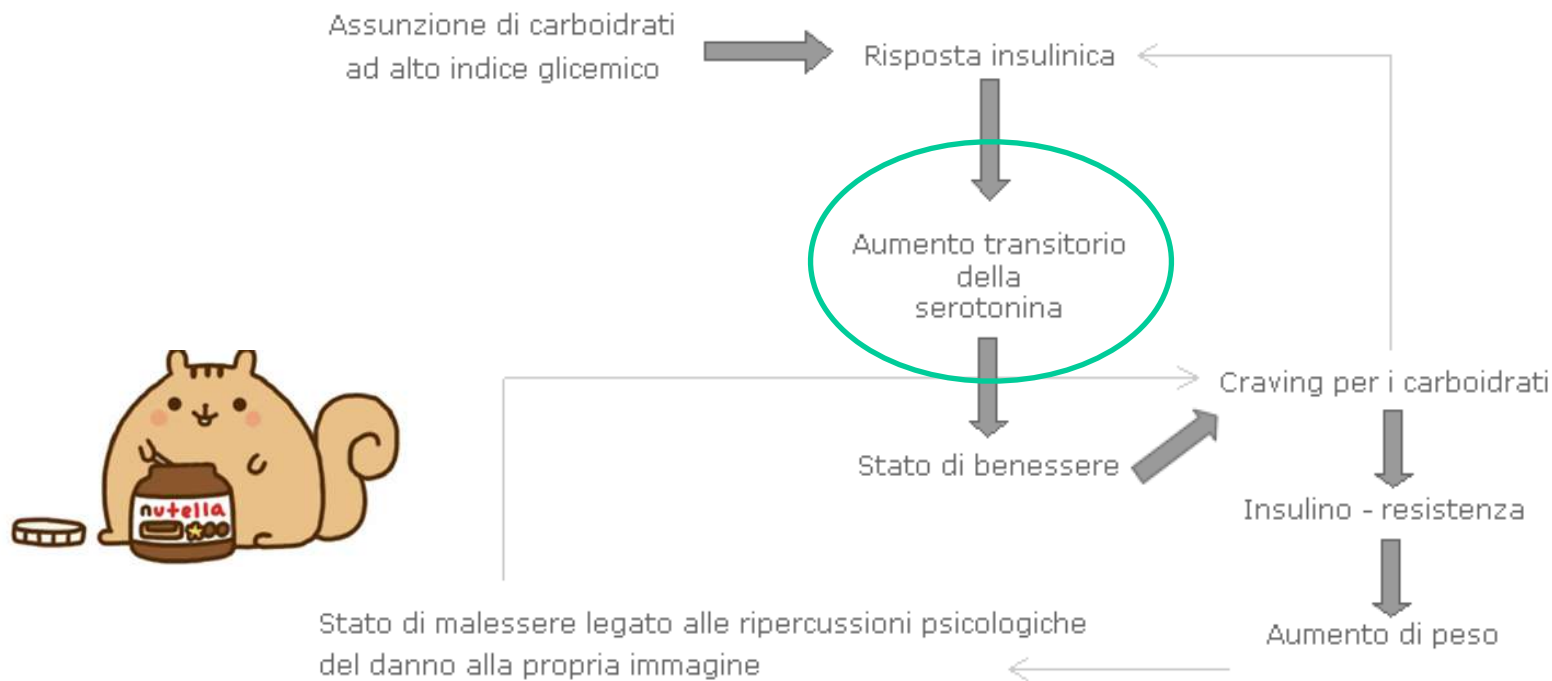 Assunzione di carboidrati
ad alto indice glicemico
Risposta insulinica
Aumento transitorio
della
serotonina
Craving per i carboidrati
Stato di benessere
nutella
Insulino - resistenza
Stato di malessere legato alle ripercussioni psicologiche
del danno alla propria immagine
Aumento di peso